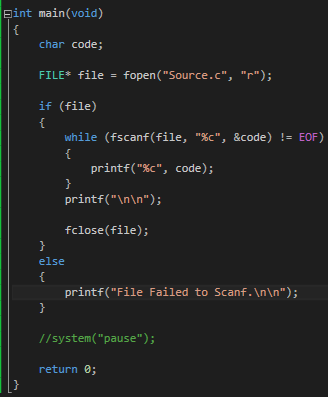 int main(void)
{
    char code;

    FILE* file = fopen("Source.c", "r");

    if (file)
    {
        while (fscanf(file, "%c", &code) != EOF)
        {
            printf("%c", code);
        }
        printf("\n\n");

        fclose(file);
    }
    else
    {
        printf("File Failed to Scanf.\n\n");
    }

    //system("pause");

    return 0;
}